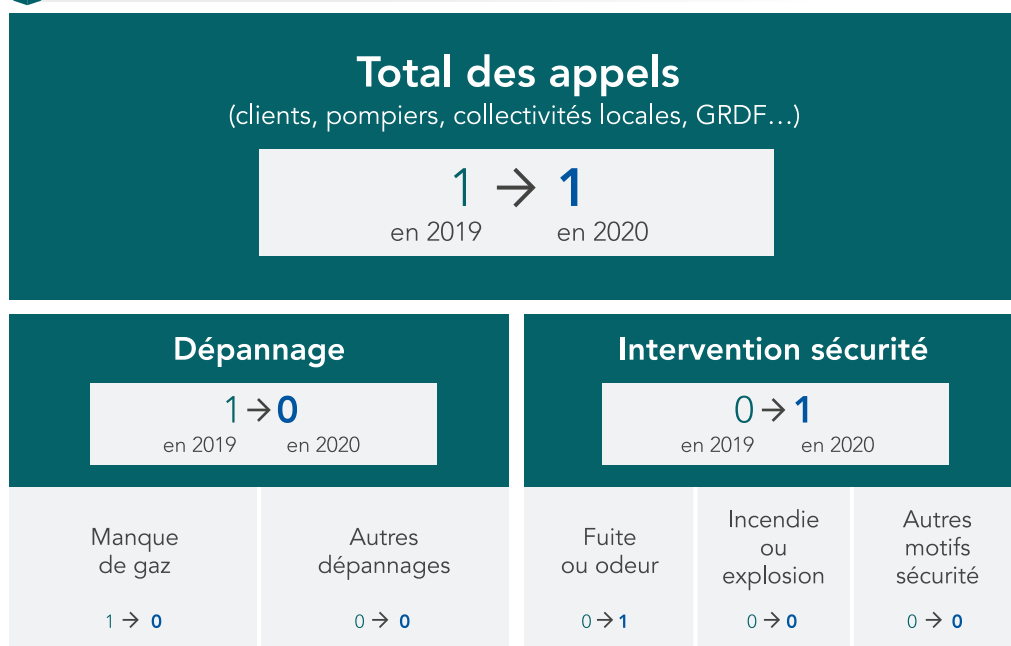 Total des appels
(clients, pompiers, collectivités locales, GRDF…)
1 → 1
en 2019 en 2020
Dépannage
1 → 0
en 2019 en 2020
Intervention sécurité
0 → 1
en 2019 en 2020
Manque
de gaz
1 → 0
Autres
dépannages
0 → 0
Fuite
ou odeur
0 → 1
Incendie
ou
explosion
0 → 0
Autres
motifs
sécurité
0 → 0